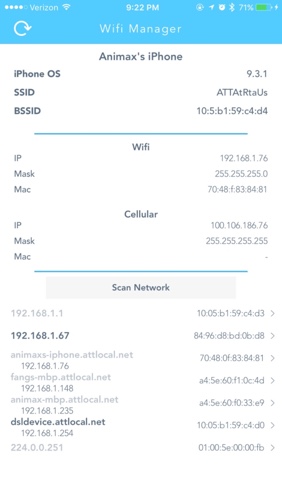 Verizon 9:22 PM 71%
Wifi Manager
Animax's iPhone
iPhone OS 9.3.1
SSID ATTAtRtaUs
BSSID 10:5:b1:59:c4:d4
Wifi
IP 192.168.1.76
Mask 255.255.255.0
Mac 70:48:f:83:84:81
Cellular
IP 100.106.186.76
Mask 255.255.255.255
Mac -
Scan Network
192.168.1.1 10:05:b1:59:c4:d3
192.168.1.67 84:96:d8:bd:0b:d8
animaxs-iphone.attlocal.net
192.168.1.76 70:48:0f:83:84:81
fangs-mbp.attlocal.net
192.168.1.148 a4:5e:60:f1:0c:4d
animax-mbp.attlocal.net
192.168.1.235 a4:5e:60:f0:33:e9
dsldevice.attlocal.net
192.168.1.254 10:05:b1:59:c4:d0
224.0.0.251 01:00:5e:00:00:fb